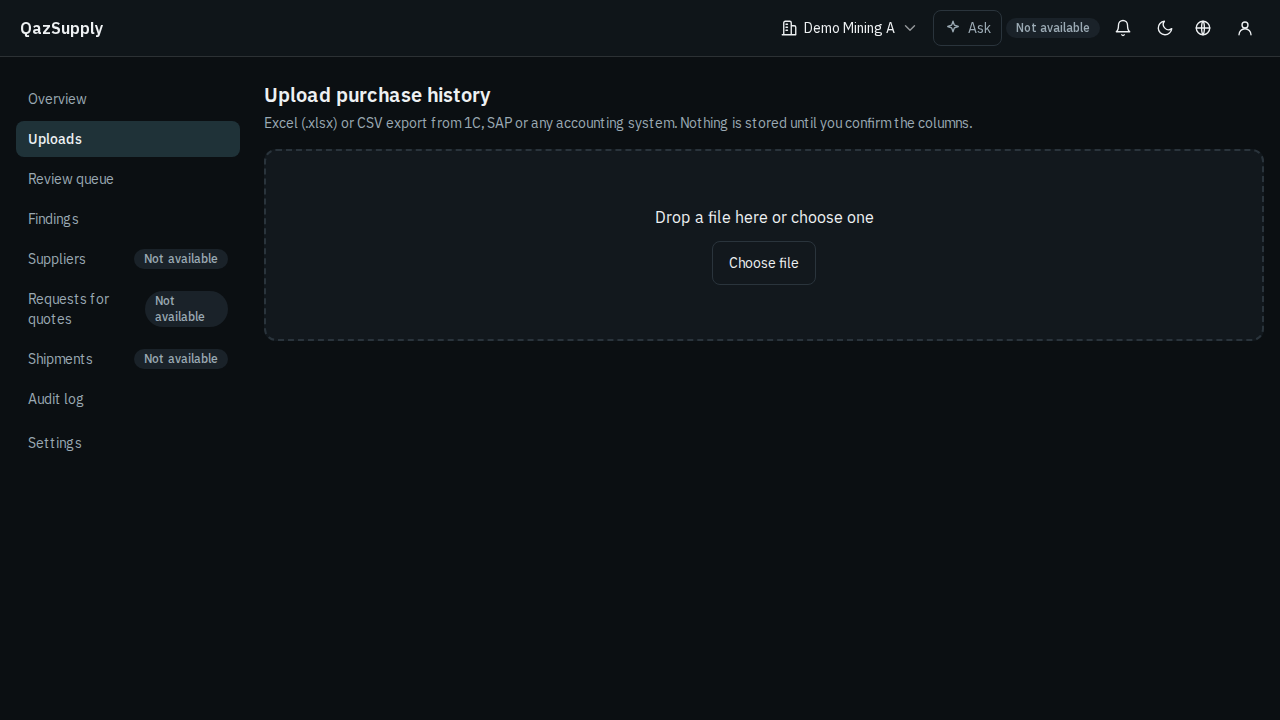 QazSupply
Demo Mining A
Ask
Not available
Overview
Uploads
Review queue
Findings
Suppliers
Not available
Requests for
quotes
Not
available
Shipments
Not available
Audit log
Settings
Upload purchase history
Excel (.xlsx) or CSV export from 1C, SAP or any accounting system. Nothing is stored until you confirm the columns.
Drop a file here or choose one
Choose file